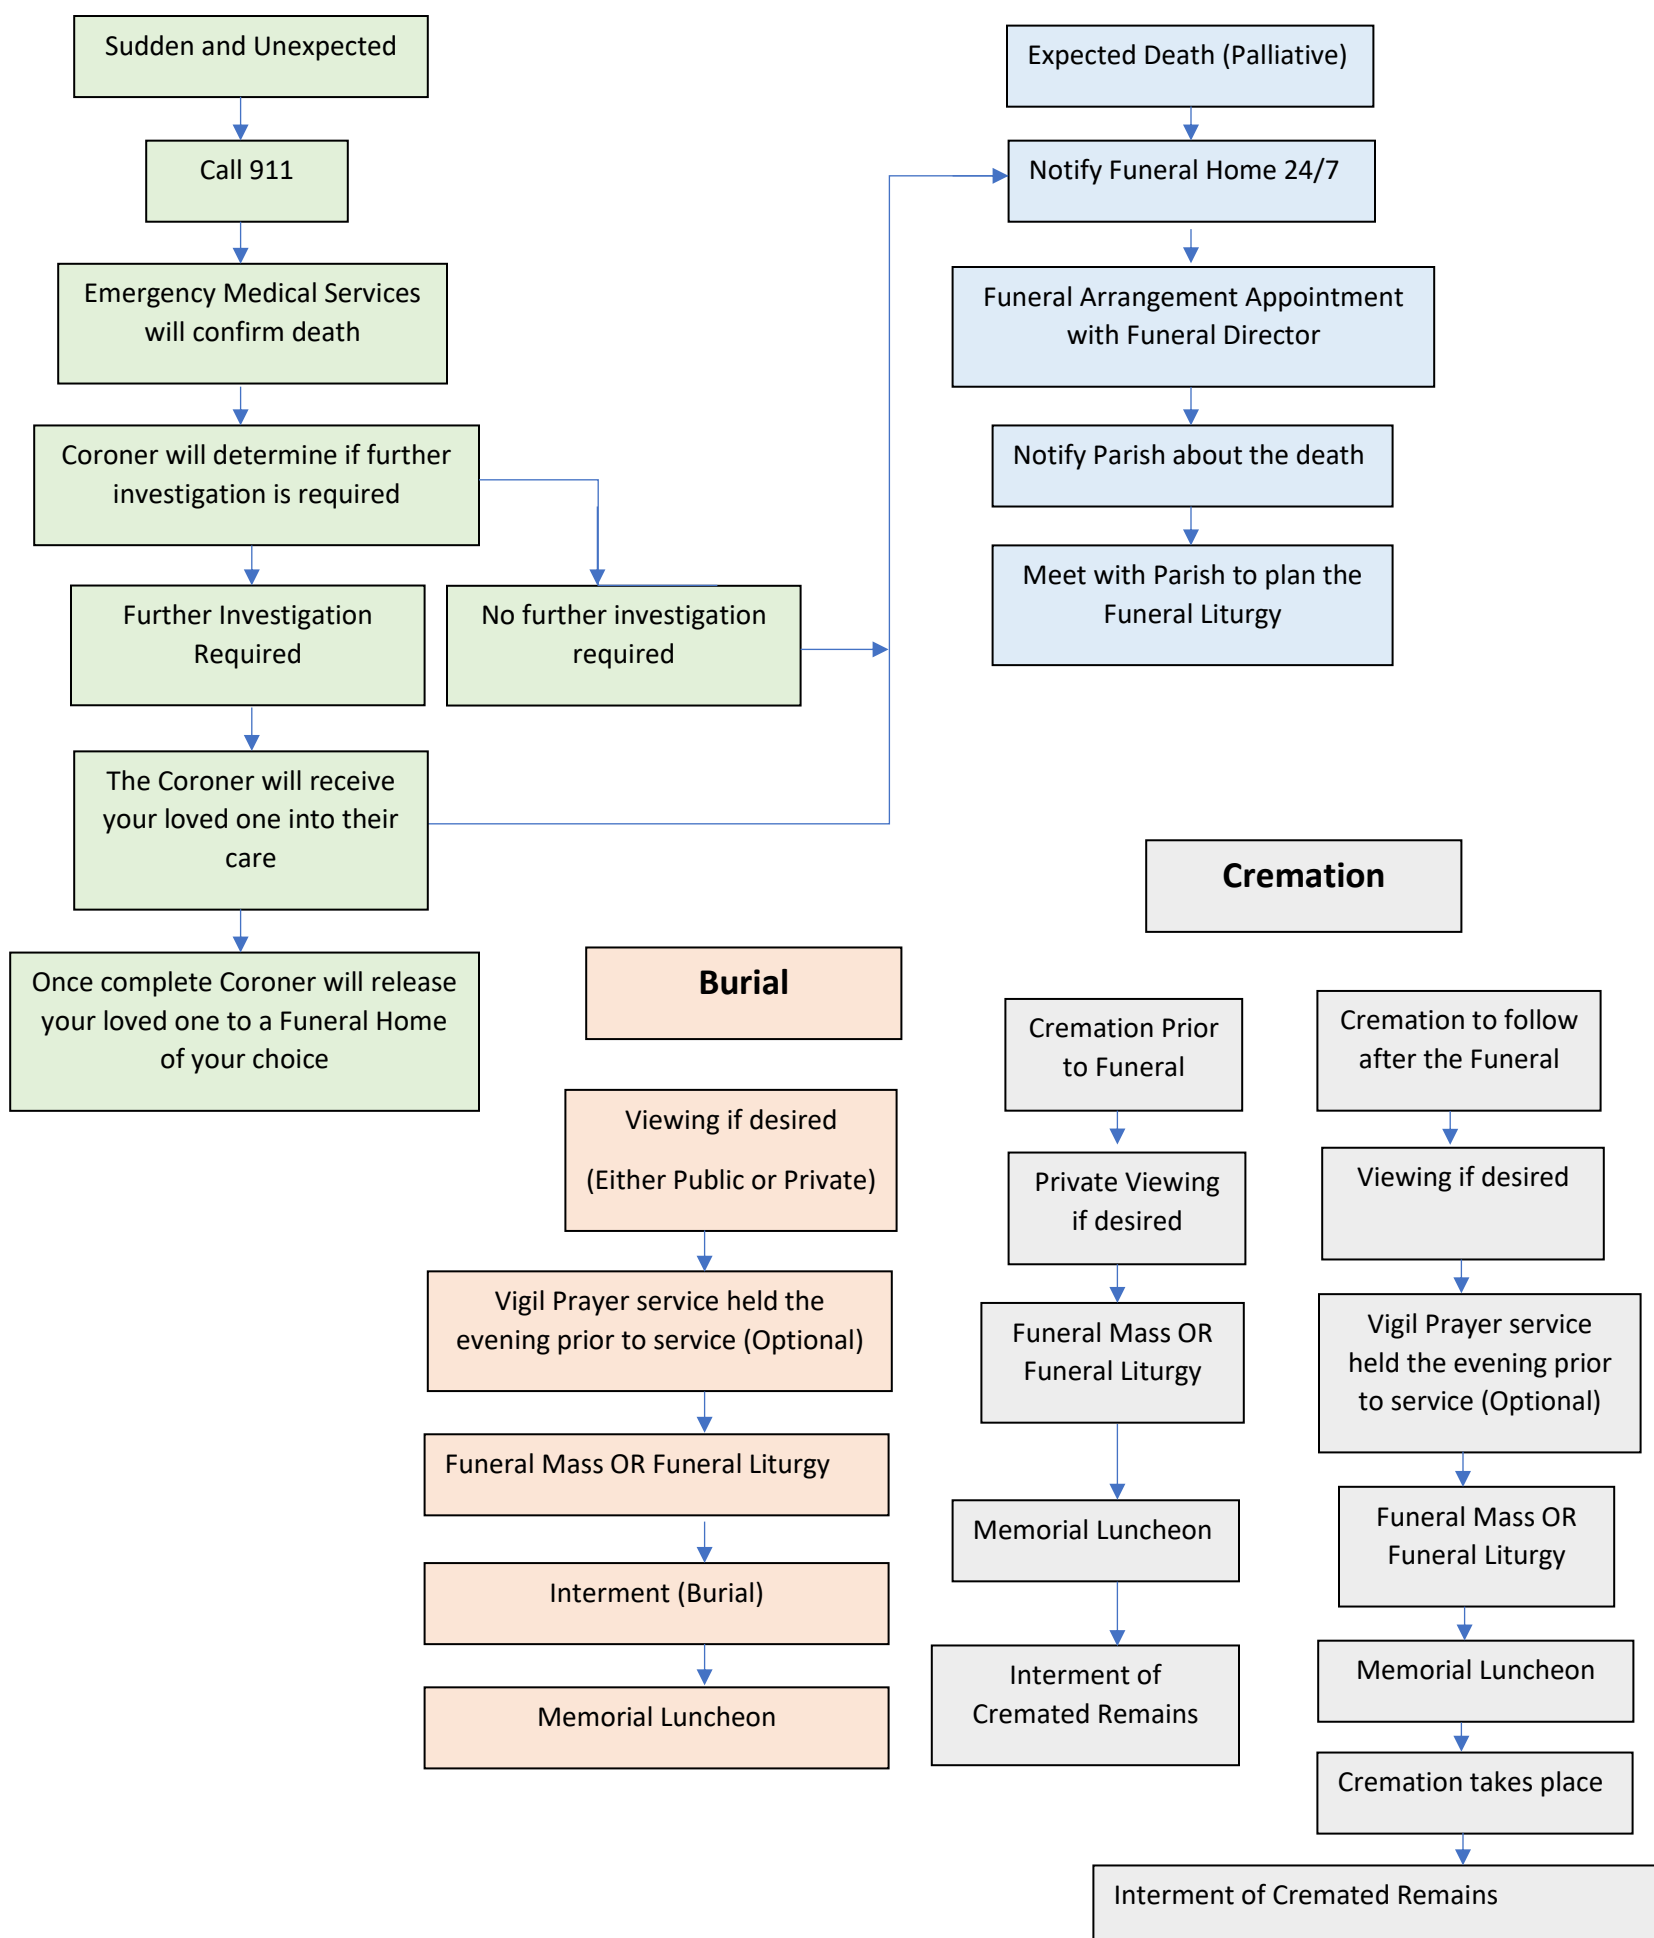 Sudden and Unexpected
Call 911
Emergency Medical Services
will confirm death
Coroner will determine if further
investigation is required
Further Investigation
Required
No further investigation
required
The Coroner will receive
your loved one into their
care
Once complete Coroner will release
your loved one to a Funeral Home
of your choice
Expected Death (Palliative)
Notify Funeral Home 24/7
Funeral Arrangement Appointment
with Funeral Director
Notify Parish about the death
Meet with Parish to plan the
Funeral Liturgy
Burial
Viewing if desired
(Either Public or Private)
Vigil Prayer service held the
evening prior to service (Optional)
Funeral Mass OR Funeral Liturgy
Interment (Burial)
Memorial Luncheon
Cremation
Cremation Prior
to Funeral
Private Viewing
if desired
Funeral Mass OR
Funeral Liturgy
Memorial Luncheon
Interment of
Cremated Remains
Cremation to follow
after the Funeral
Viewing if desired
Vigil Prayer service
held the evening prior
to service (Optional)
Funeral Mass OR
Funeral Liturgy
Memorial Luncheon
Cremation takes place
Interment of Cremated Remains